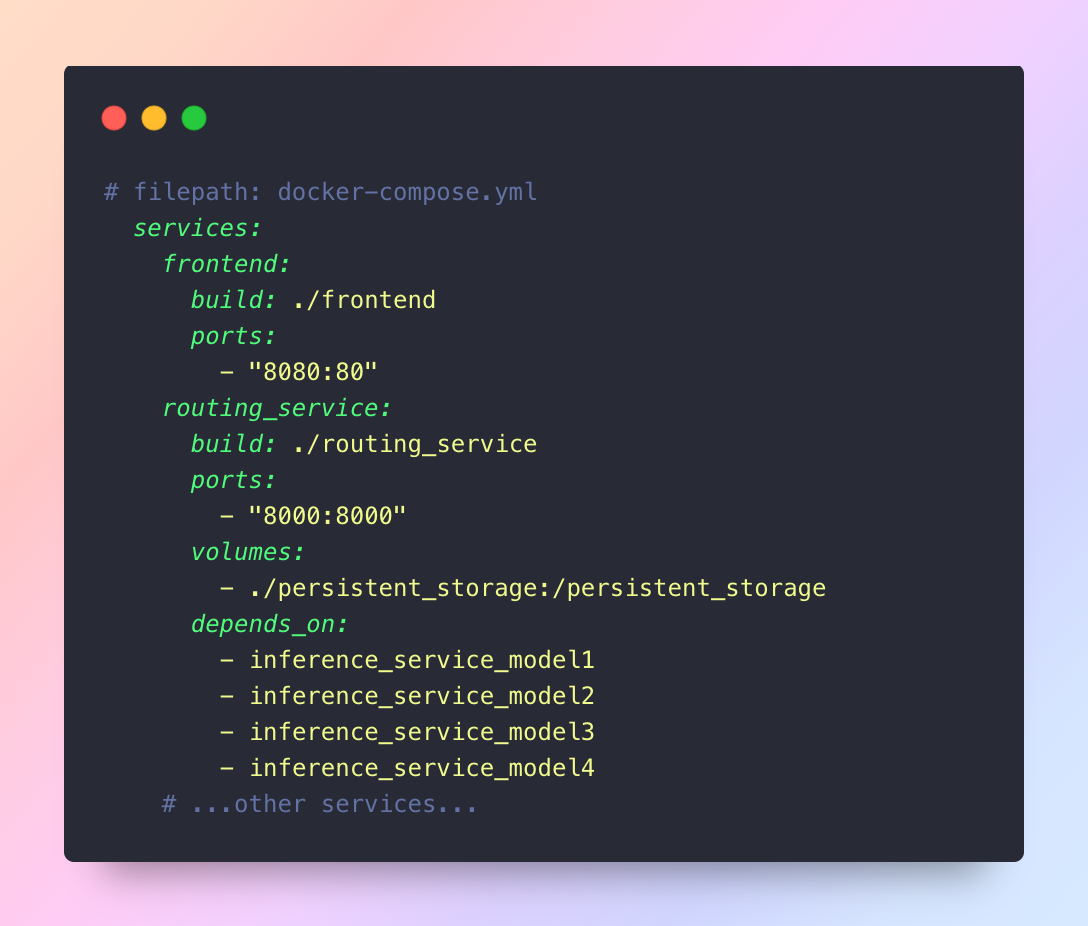 # filepath: docker-compose.yml
  services:
    frontend:
      build: ./frontend
      ports:
        - "8080:80"
    routing_service:
      build: ./routing_service
      ports:
        - "8000:8000"
      volumes:
        - ./persistent_storage:/persistent_storage
      depends_on:
        - inference_service_model1
        - inference_service_model2
        - inference_service_model3
        - inference_service_model4
    # ...other services...